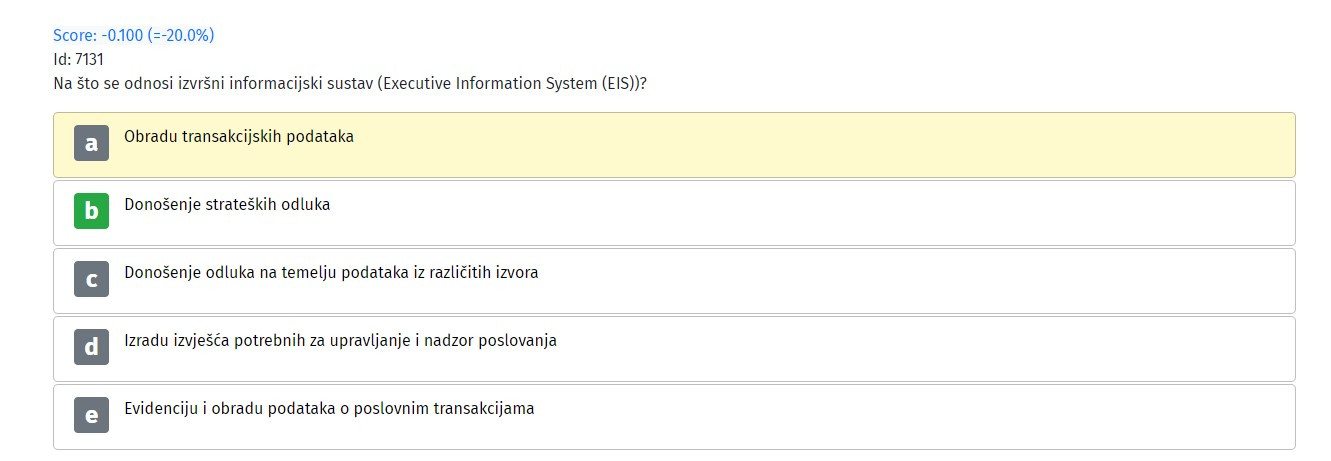 Score: -0.100 (=-20.0%)
Id: 7131
Na što se odnosi izvršni informacijski sustav (Executive Information System (EIS))?
a Obradu transakcijskih podataka
b Donošenje strateških odluka
c Donošenje odluka na temelju podataka iz različitih izvora
d Izradu izvješća potrebnih za upravljanje i nadzor poslovanja
e Evidenciju i obradu podataka o poslovnim transakcijama